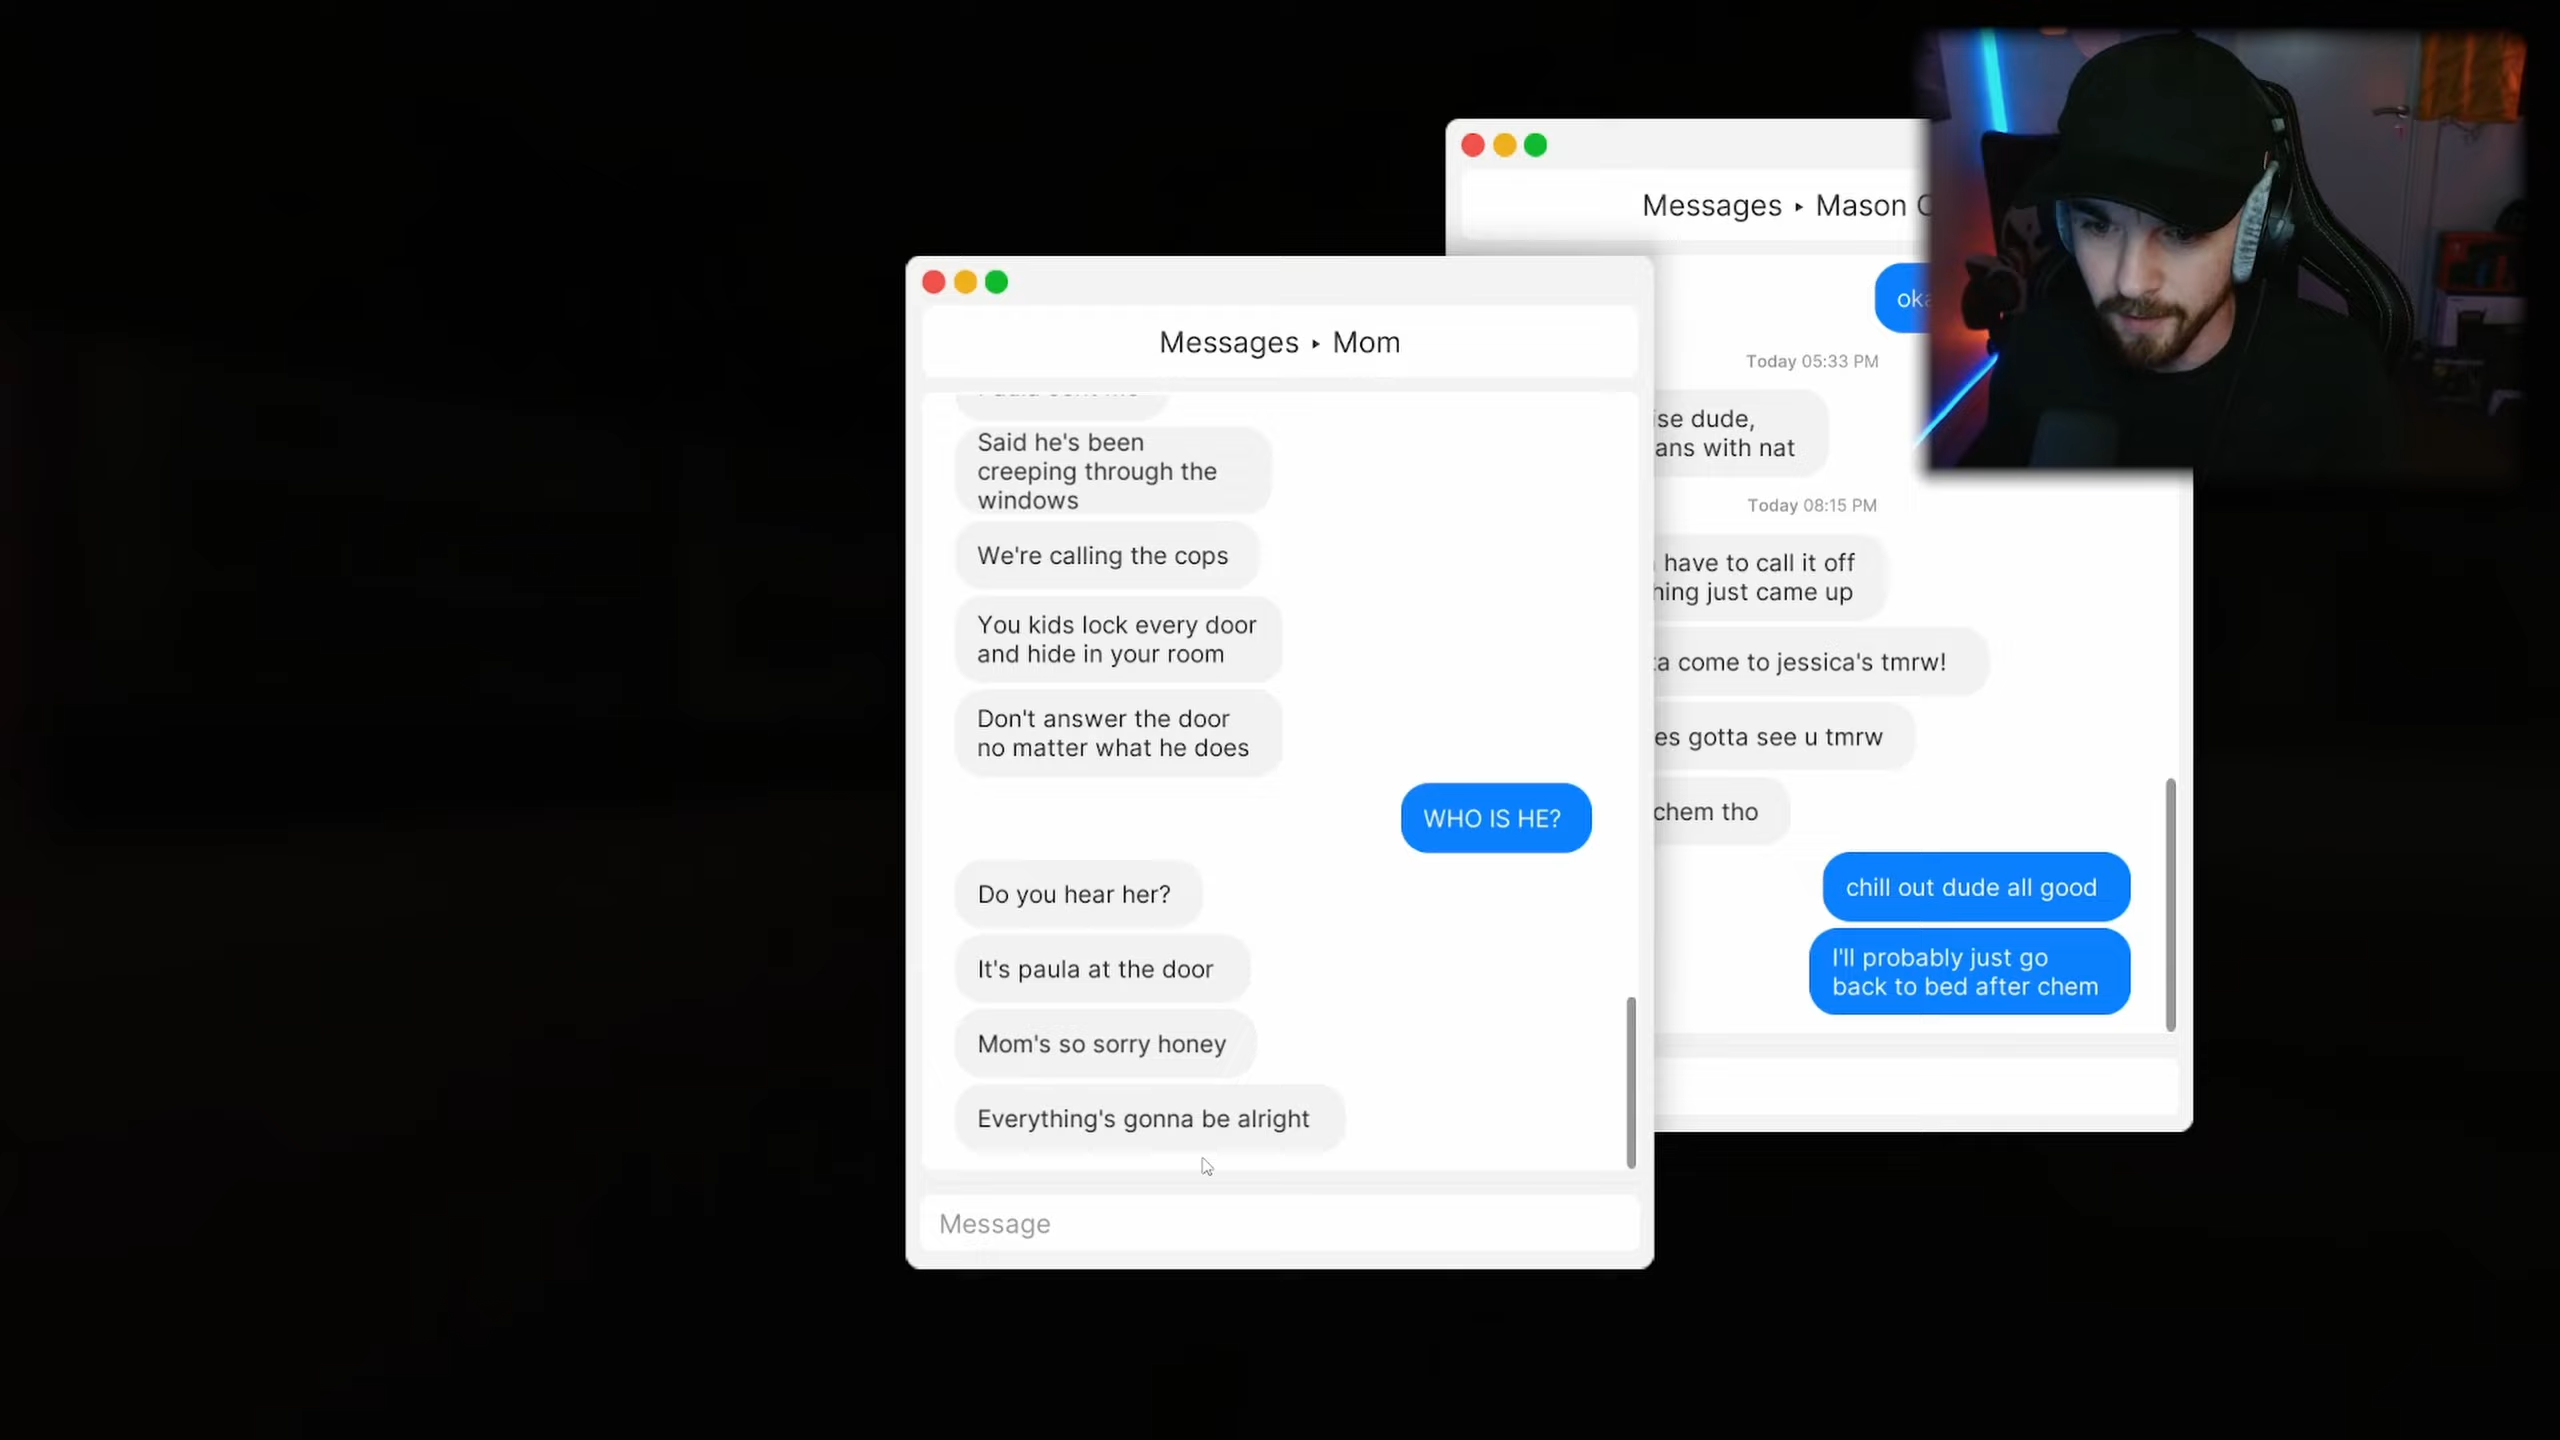 Messages ▸ Mom
Said he's been
creeping through the
windows
We're calling the cops
You kids lock every door
and hide in your room
Don't answer the door
no matter what he does
WHO IS HE?
Do you hear her?
It's paula at the door
Mom's so sorry honey
Everything's gonna be alright
Message
Messages ▸ Mason
Today 05:33 PM
dude,
with nat
Today 08:15 PM
have to call it off
just came up
come to jessica's tmrw!
gotta see u tmrw
chem tho
chill out dude all good
I'll probably just go
back to bed after chem